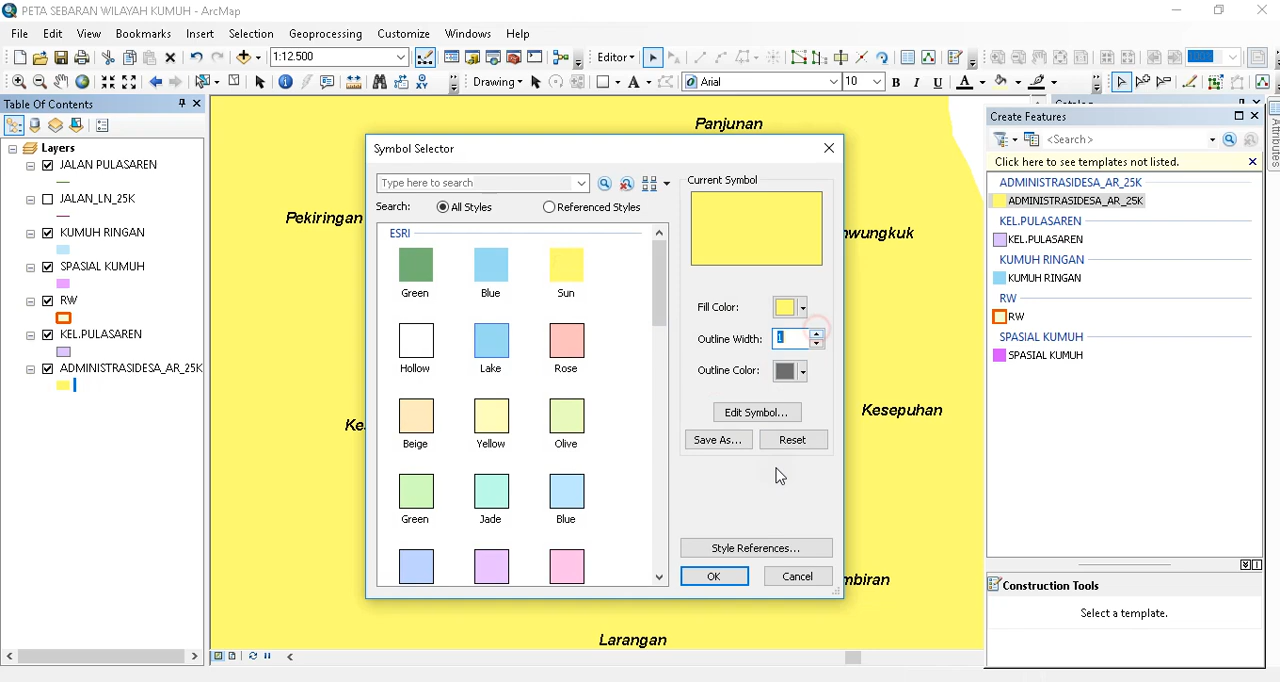 PETA SEBARAN WILAYAH KUMUH - ArcMap
File Edit View Bookmarks Insert Selection Geoprocessing Customize Windows Help
1:12.500 Editor
Drawing A Arial 10 B I U A
Table Of Contents
Layers
JALAN PULASAREN
JALAN_LN_25K
KUMUH RINGAN
SPASIAL KUMUH
RW
KEL.PULASAREN
ADMINIISTRASIDESA_AR_25K
Panjunan
Pekiringan
nwungkuk
Kesepuhan
mbiran
Larangan
Symbol Selector
Type here to search
Search: All Styles Referenced Styles
ESRI
Green Blue Sun
Hollow Lake Rose
Beige Yellow Olive
Green Jade Blue
Current Symbol
Fill Color:
Outline Width: 1
Outline Color:
Edit Symbol...
Save As... Reset
Style References...
OK Cancel
Create Features
<Search>
Click here to see templates not listed.
ADMINISTRASIDESA_AR_25K
ADMINISTRASIDESA_AR_25K
KEL.PULASAREN
KEL.PULASAREN
KUMUH RINGAN
KUMUH RINGAN
RW
RW
SPASIAL KUMUH
SPASIAL KUMUH
Construction Tools
Select a template.
Attributes